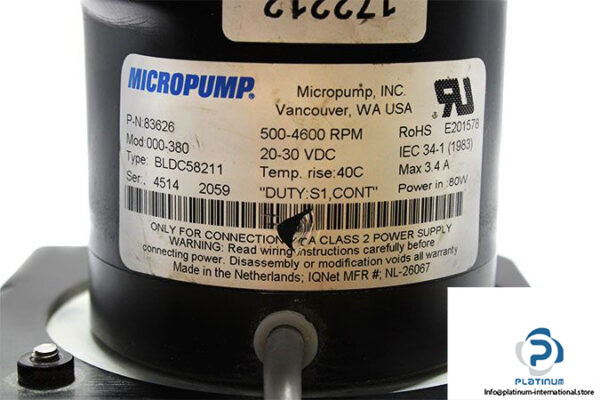 172212
MICROPUMP®
Micropump, INC.
Vancouver, WA USA
P-N:83626
Mod:000-380
Type: BLDC58211
Ser.: 4514 2059
500-4600 RPM
20-30 VDC
Temp. rise:40C
"DUTY:S1,CONT"
RoHS E201578
IEC 34-1 (1983)
Max 3.4 A
Power in :80W
ONLY FOR CONNECTION A CLASS 2 POWER SUPPLY
WARNING: Read wiring instructions carefully before
connecting power. Disassembly or modification voids all warranty
Made in the Netherlands; IQNet MFR #; NL-26067
PLATINUM
INTERNATIONAL
https://platinum-international.store